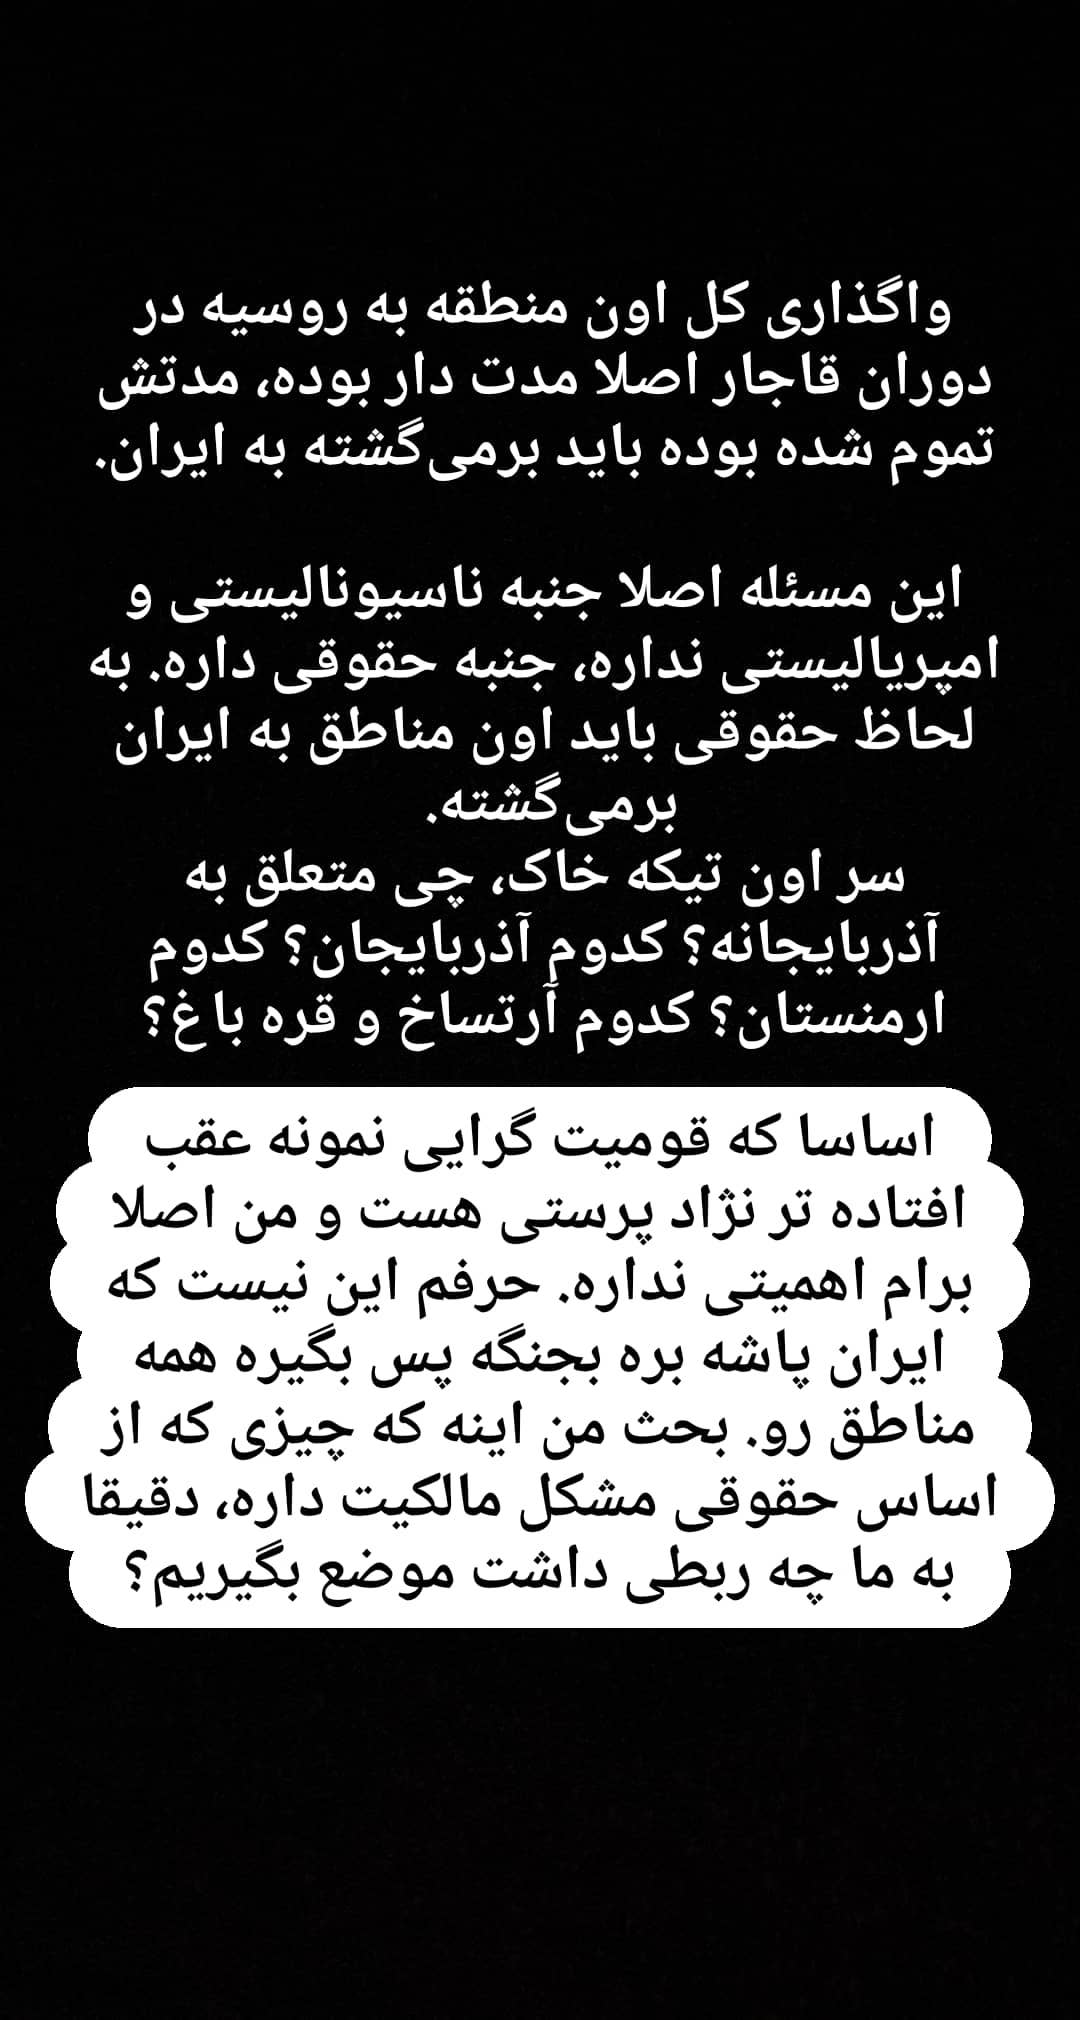 واگذاری کل اون منطقه به روسیه در
دوران قاجار اصلا مدت دار بوده، مدتش
تموم شده بوده باید برمی‌گشته به ایران.
این مسئله اصلا جنبه ناسیونالیستی و
امپریالیستی نداره، جنبه حقوقی داره. به
لحاظ حقوقی باید اون مناطق به ایران
برمی‌گشته.
سر اون تیکه خاک، چی متعلق به
آذربایجانه؟ کدوم آذربایجان؟ کدوم
ارمنستان؟ کدوم آرتساخ و قره باغ؟
اساسا که قومیت گرایی نمونه عقب
افتاده تر نژاد پرستی هست و من اصلا
برام اهمیتی نداره. حرفم این نیست که
ایران پاشه بره بجنگه پس بگیره همه
مناطق رو. بحث من اینه که چیزی که از
اساس حقوقی مشکل مالکیت داره، دقیقا
به ما چه ربطی داشت موضع بگیریم؟